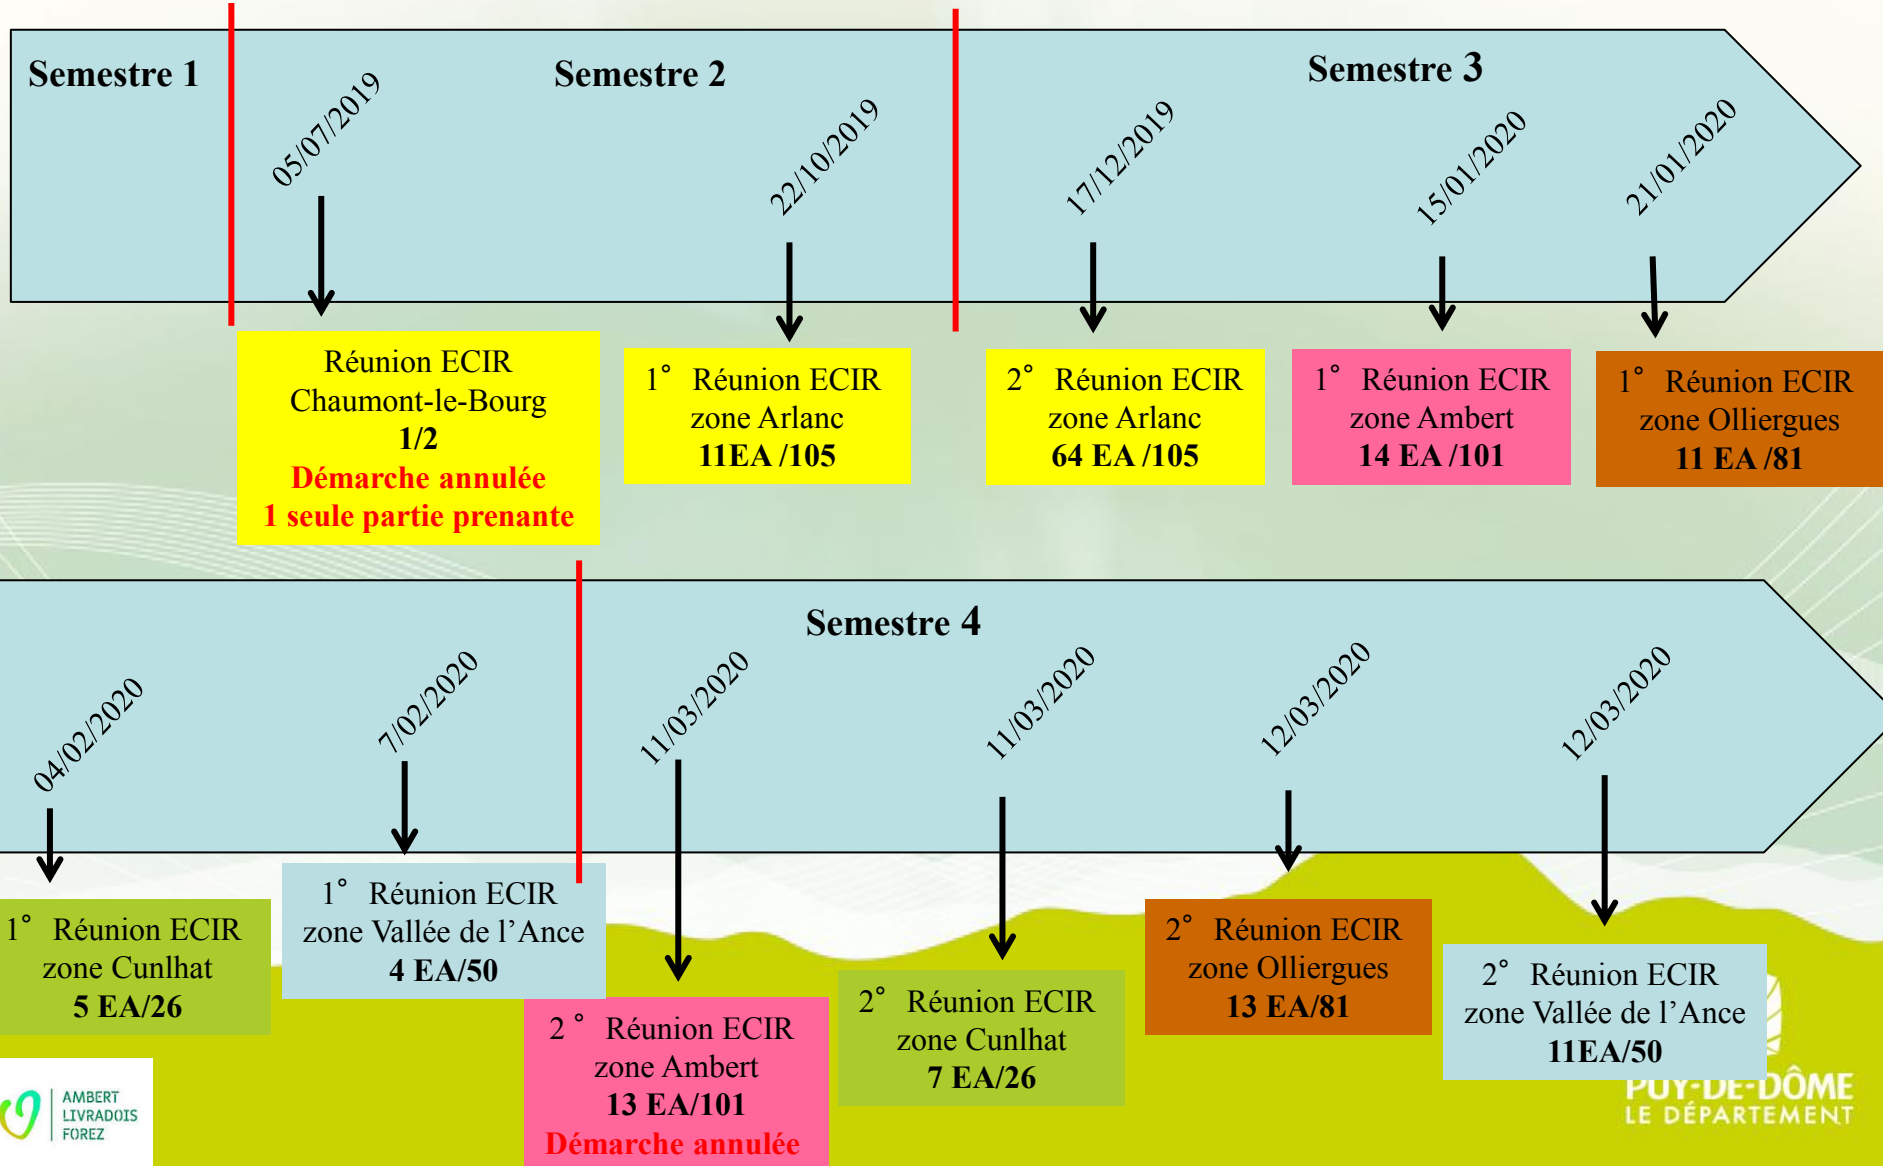 Semestre 1
Semestre 2
Semestre 3
05/07/2019
22/10/2019
17/12/2019
15/01/2020
21/01/2020
Réunion ECIR
Chaumont-le-Bourg
1/2
Démarche annulée
1 seule partie prenante
1° Réunion ECIR
zone Arlanc
11EA /105
2° Réunion ECIR
zone Arlanc
64 EA /105
1° Réunion ECIR
zone Ambert
14 EA /101
1° Réunion ECIR
zone Olliergues
11 EA /81
Semestre 4
04/02/2020
7/02/2020
11/03/2020
11/03/2020
12/03/2020
12/03/2020
1° Réunion ECIR
zone Cunlhat
5 EA/26
1° Réunion ECIR
zone Vallée de l’Ance
4 EA/50
2° Réunion ECIR
zone Ambert
13 EA/101
Démarche annulée
2° Réunion ECIR
zone Cunlhat
7 EA/26
2° Réunion ECIR
zone Olliergues
13 EA/81
2° Réunion ECIR
zone Vallée de l’Ance
11EA/50
AMBERT
LIVRADOIS
FOREZ
PUY-DE-DÔME
LE DÉPARTEMENT